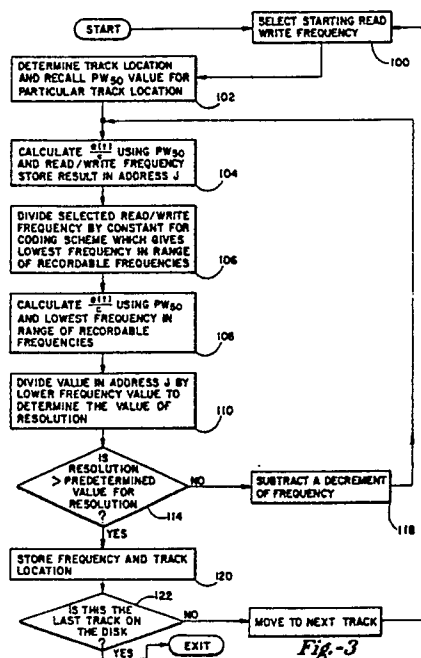 START
SELECT STARTING READ
WRITE FREQUENCY
100
DETERMINE TRACK LOCATION
AND RECALL PW50 VALUE FOR
PARTICULAR TRACK LOCATION
102
CALCULATE e(t)/c USING PW50
AND READ/WRITE FREQUENCY
STORE RESULT IN ADDRESS J
104
DIVIDE SELECTED READ/WRITE
FREQUENCY BY CONSTANT FOR
CODING SCHEME WHICH GIVES
LOWEST FREQUENCY IN RANGE
OF RECORDABLE FREQUENCIES
106
CALCULATE e(t)/c USING PW50
AND LOWEST FREQUENCY IN
RANGE OF RECORDABLE
FREQUENCIES
108
DIVIDE VALUE IN ADDRESS J BY
LOWER FREQUENCY VALUE TO
DETERMINE THE VALUE OF
RESOLUTION
110
IS
RESOLUTION
> PREDETERMINED
VALUE FOR
RESOLUTION
?
114
NO
SUBTRACT A DECREMENT
OF FREQUENCY
118
YES
STORE FREQUENCY AND TRACK
LOCATION
120
122
IS THIS THE
LAST TRACK ON
THE DISK
?
NO
MOVE TO NEXT TRACK
YES
EXIT
Fig.-3